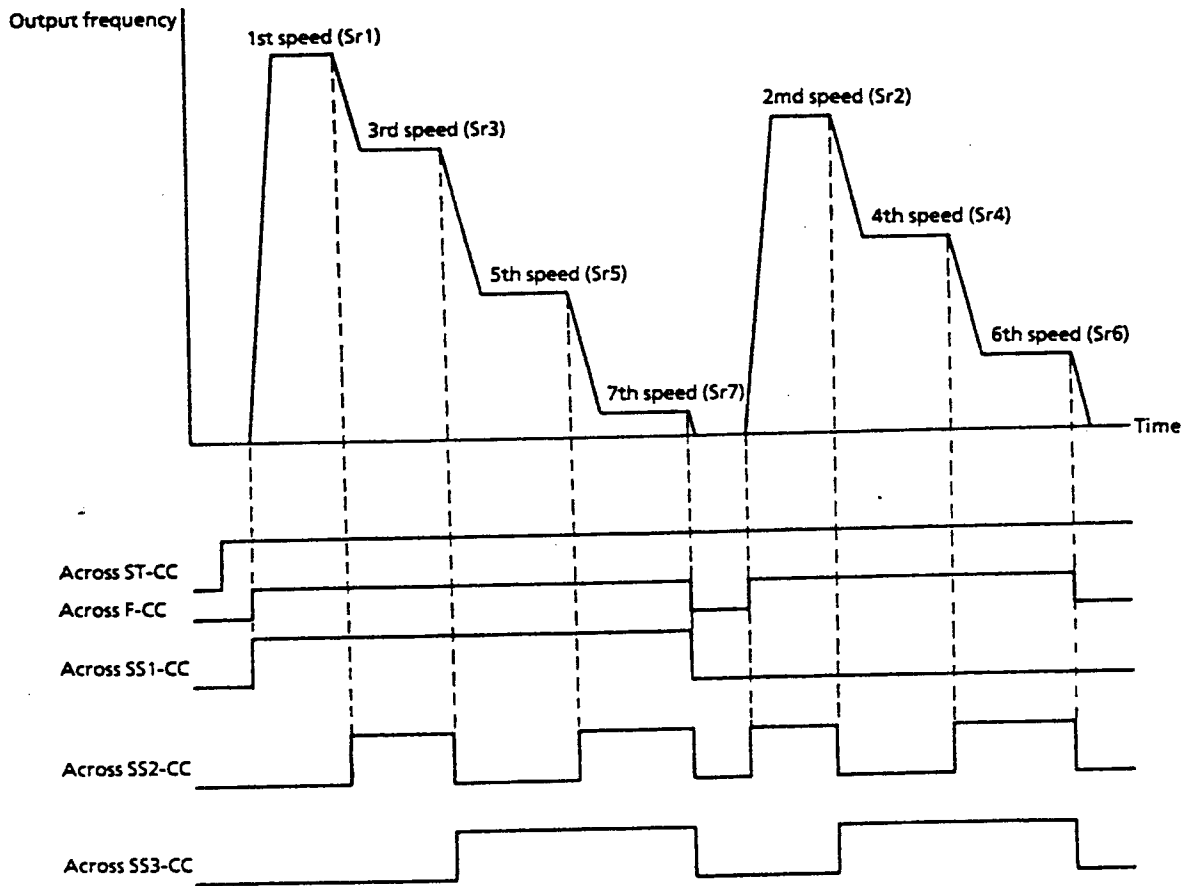 Output frequency
1st speed (Sr1)
2md speed (Sr2)
3rd speed (Sr3)
4th speed (Sr4)
5th speed (Sr5)
6th speed (Sr6)
7th speed (Sr7)
Time
Across ST-CC
Across F-CC
Across SS1-CC
Across SS2-CC
Across SS3-CC